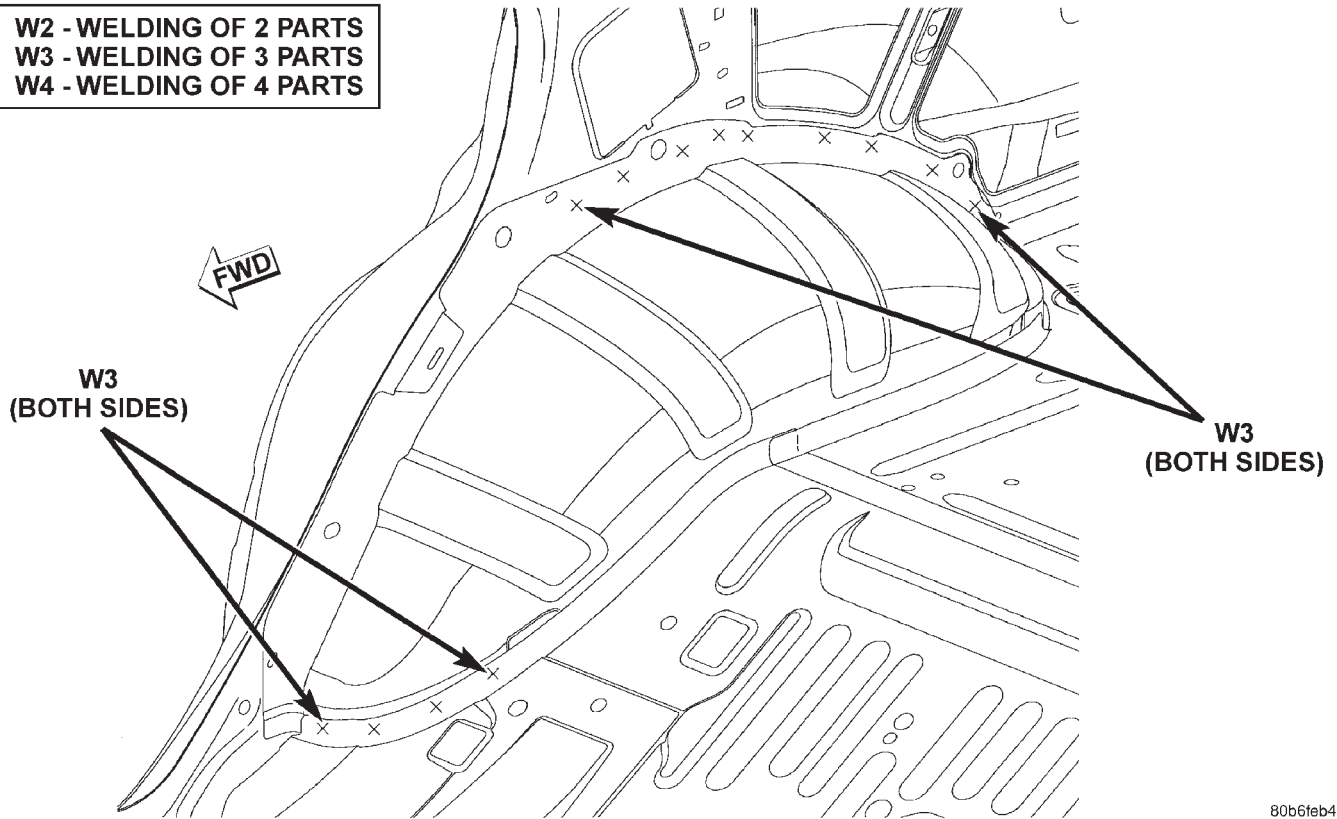 W2 - WELDING OF 2 PARTS
W3 - WELDING OF 3 PARTS
W4 - WELDING OF 4 PARTS
FWD
W3
(BOTH SIDES)
W3
(BOTH SIDES)
80b6feb4